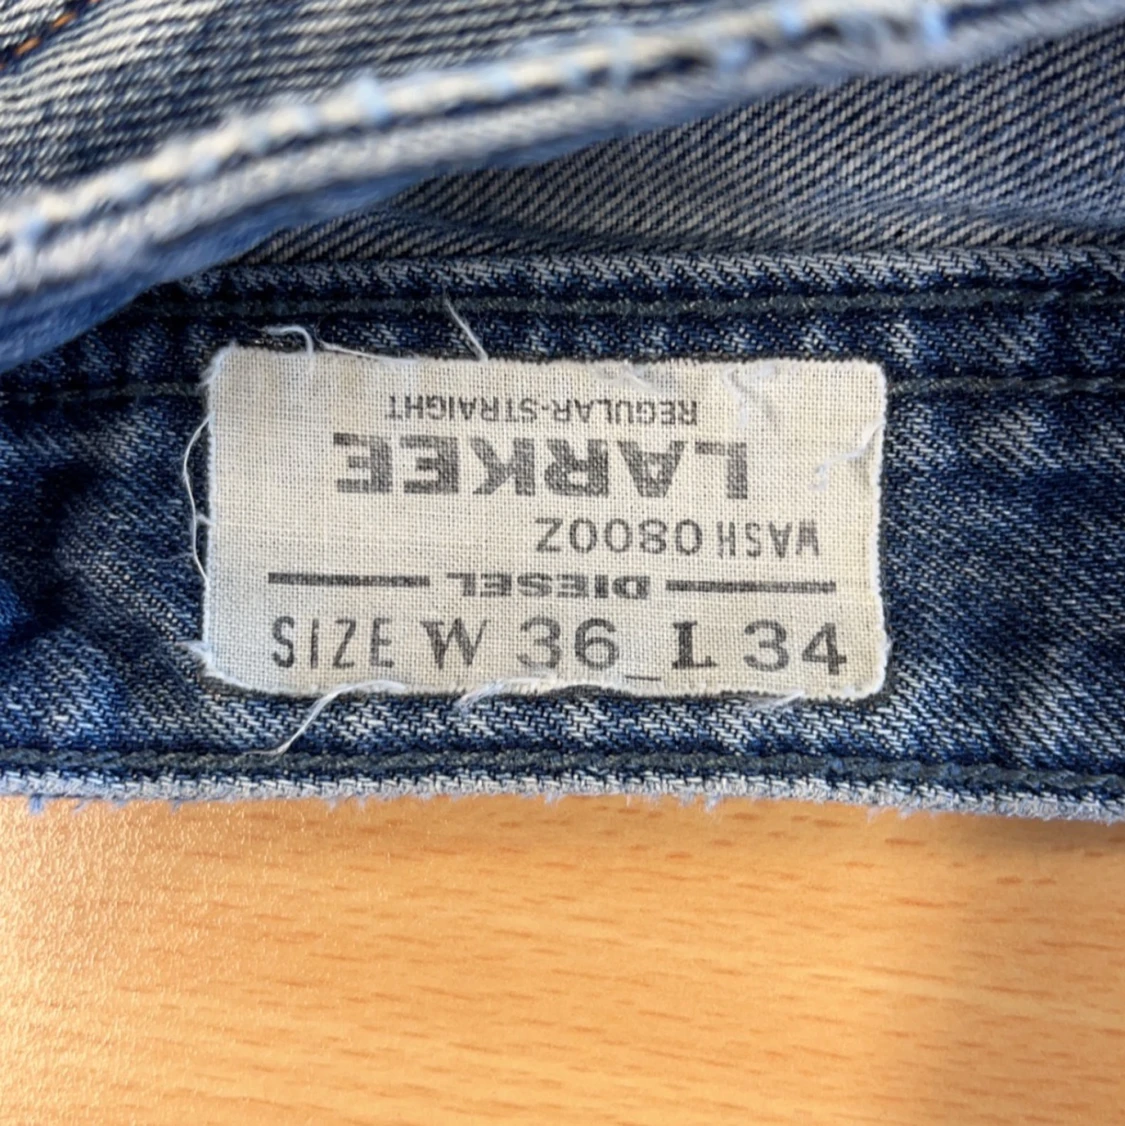 DIESEL
WASH 0800Z
LARKEE
REGULAR-STRAIGHT
SIZE W 36_L 34